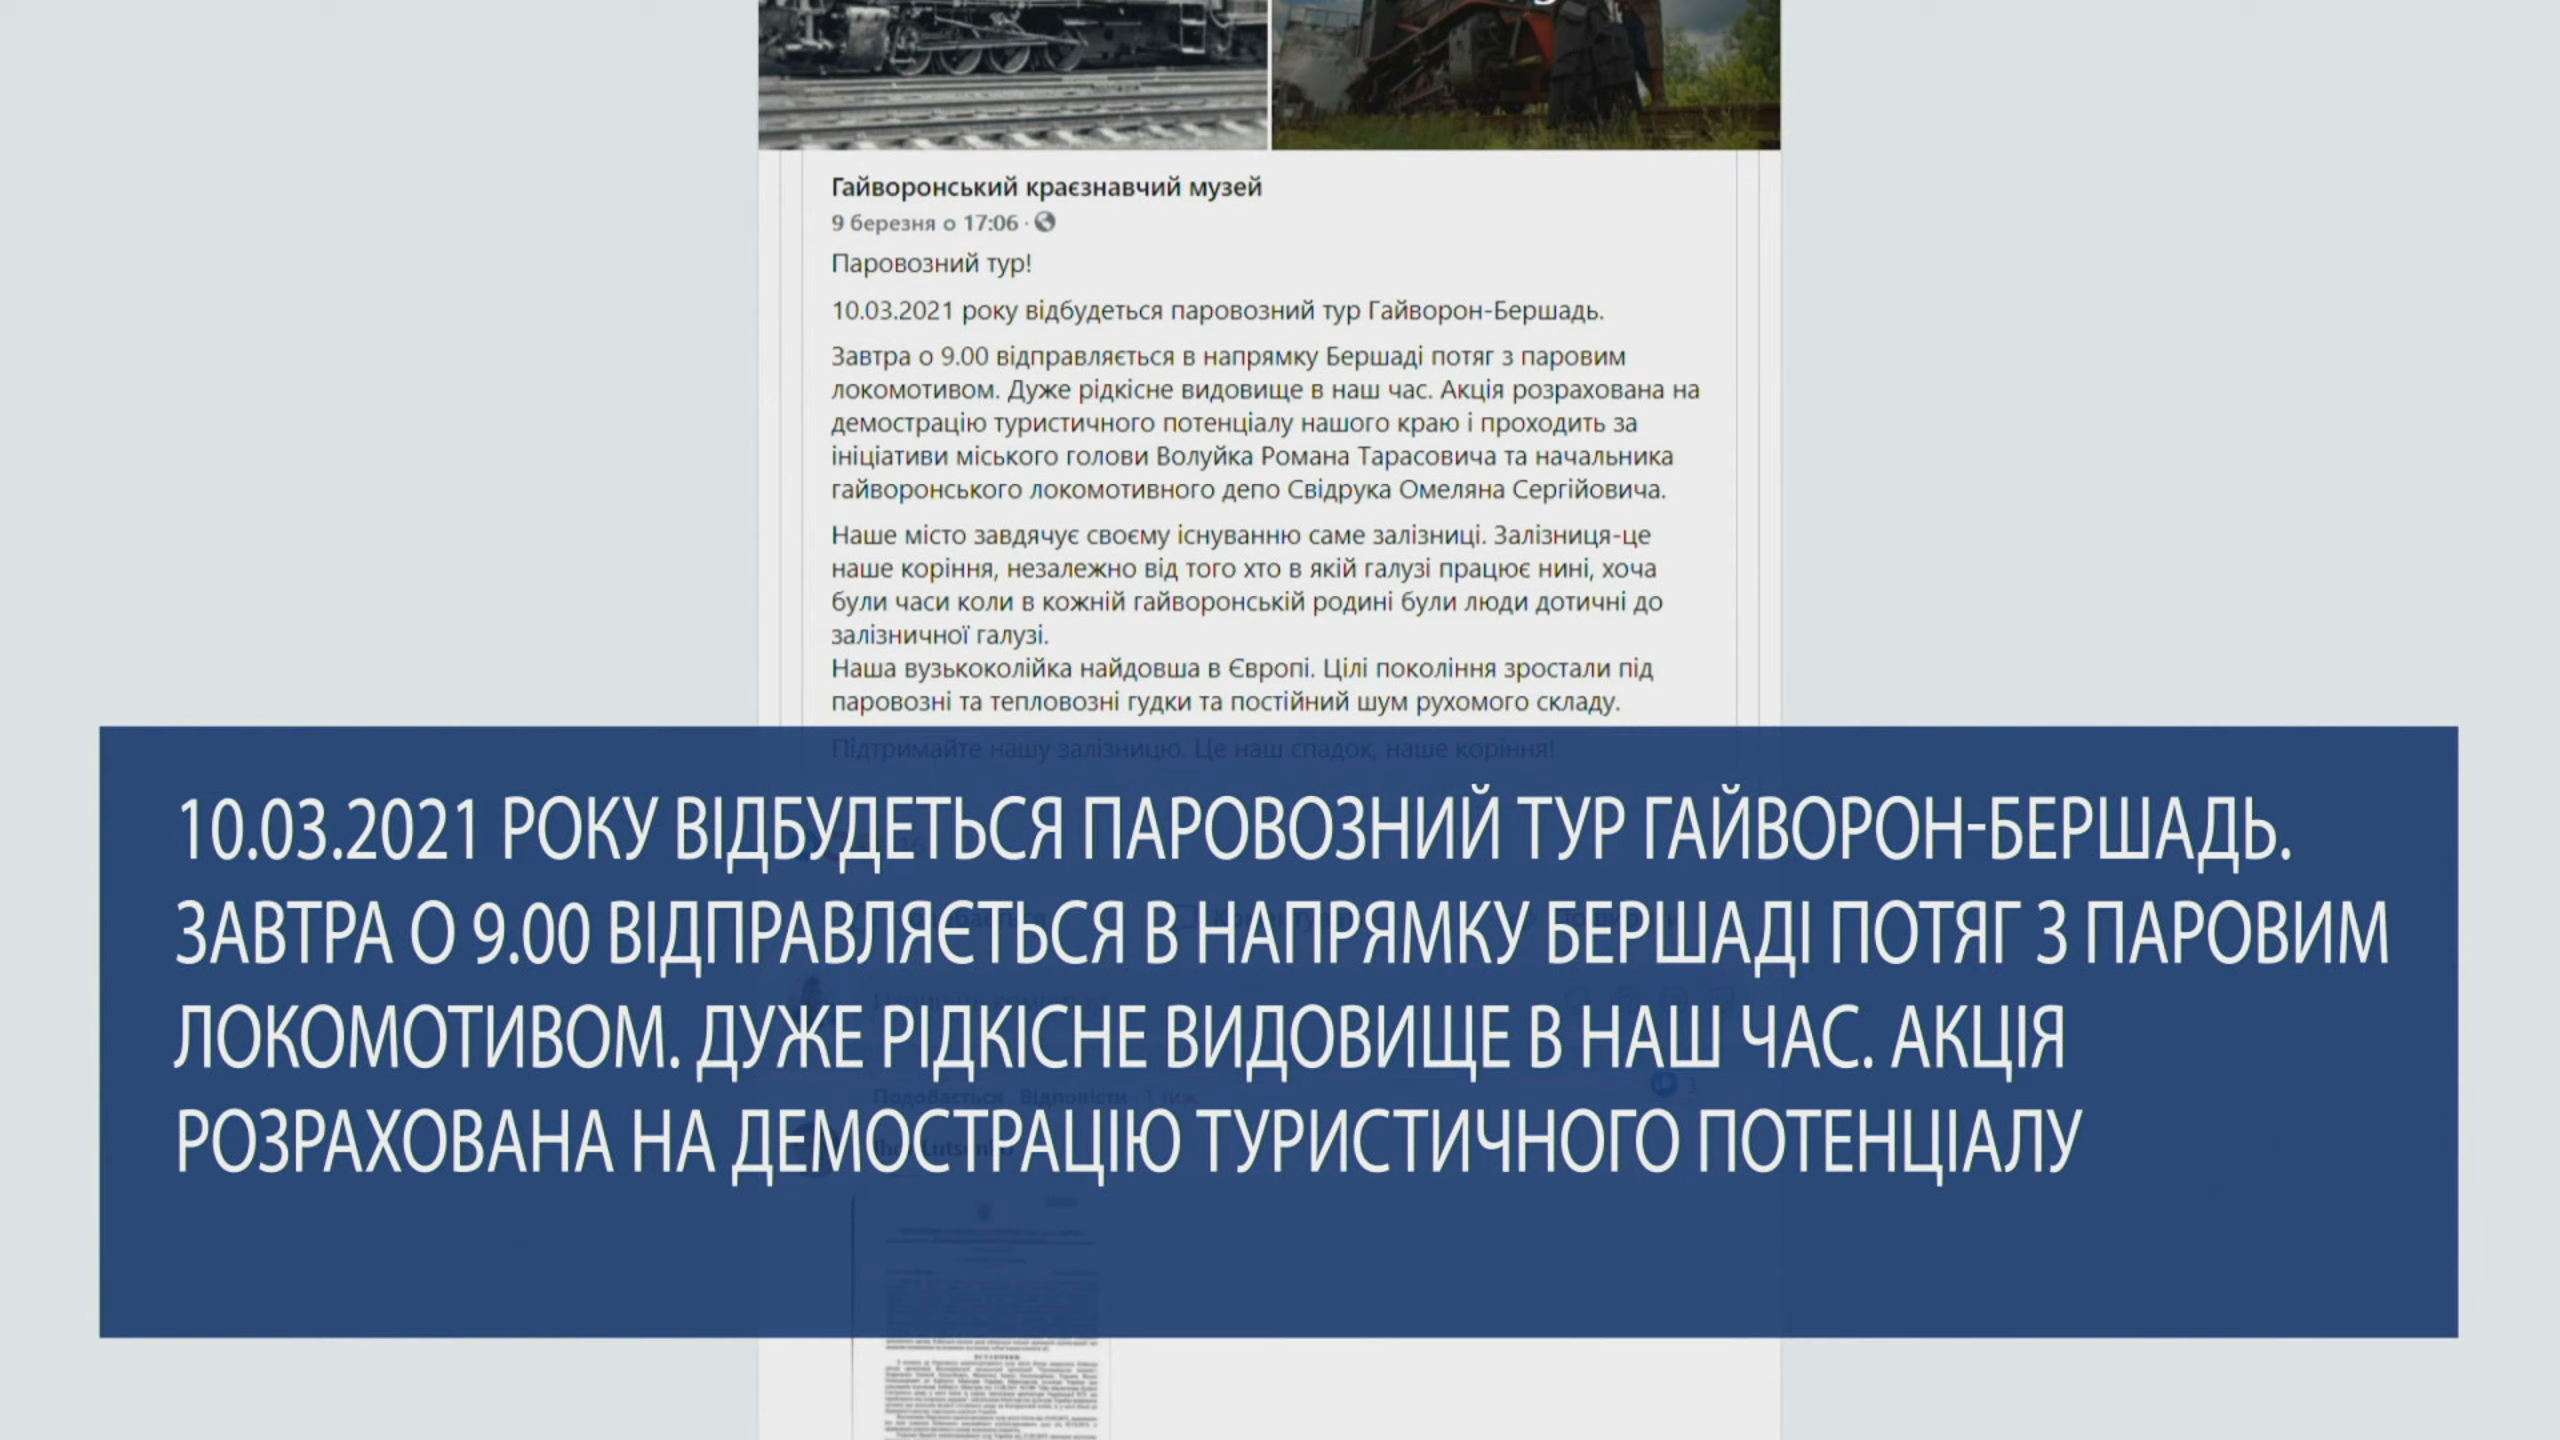 Гайворонський краєзнавчий музей
9 березня о 17:06 ·
Паровозний тур!
10.03.2021 року відбудеться паровозний тур Гайворон-Бершадь.
Завтра о 9.00 відправляється в напрямку Бершаді потяг з паровим
локомотивом. Дуже рідкісне видовище в наш час. Акція розрахована на
демострацію туристичного потенціалу нашого краю і проходить за
ініціативи міського голови Волуйка Романа Тарасовича та начальника
гайворонського локомотивного депо Свідрука Омеляна Сергійовича.
Наше місто завдячує своєму існуванню саме залізниці. Залізниця-це
наше коріння, незалежно від того хто в якій галузі працює нині, хоча
були часи коли в кожній гайворонській родині були люди дотичні до
залізничної галузі.
Наша вузькоколійка найдовша в Європі. Цілі покоління зростали під
паровозні та тепловозні гудки та постійний шум рухомого складу.
Підтримайте нашу залізницю. Це наш спадок, наше коріння!
10.03.2021 РОКУ ВІДБУДЕТЬСЯ ПАРОВОЗНИЙ ТУР ГАЙВОРОН-БЕРШАДЬ.
ЗАВТРА О 9.00 ВІДПРАВЛЯЄТЬСЯ В НАПРЯМКУ БЕРШАДІ ПОТЯГ З ПАРОВИМ
ЛОКОМОТИВОМ. ДУЖЕ РІДКІСНЕ ВИДОВИЩЕ В НАШ ЧАС. АКЦІЯ
Подобається Відповісти 1 тиж 3
РОЗРАХОВАНА НА ДЕМОСТРАЦІЮ ТУРИСТИЧНОГО ПОТЕНЦІАЛУ